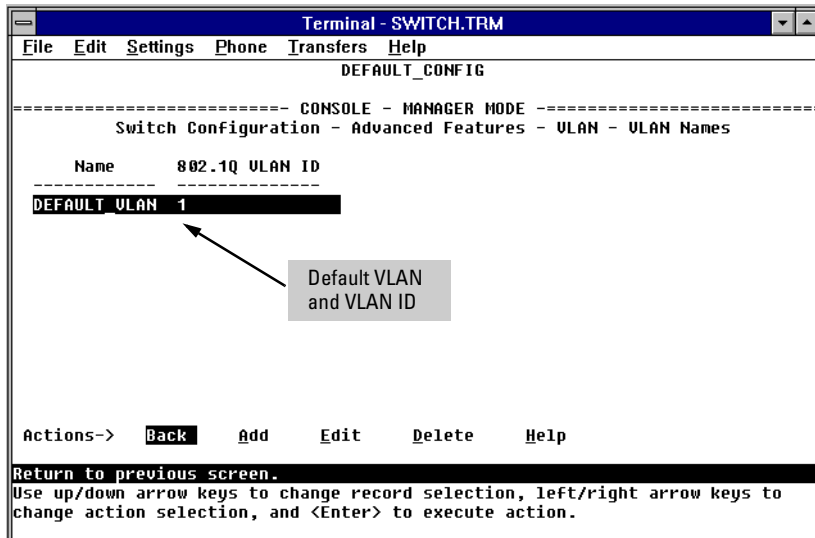 Terminal - SWITCH.TRM
File Edit Settings Phone Transfers Help
DEFAULT_CONFIG
==========================- CONSOLE - MANAGER MODE -===========================
Switch Configuration - Advanced Features - VLAN - VLAN Names
Name 802.1Q VLAN ID
------------ --------------
DEFAULT_VLAN 1
Default VLAN
and VLAN ID
Actions-> Back Add Edit Delete Help
Return to previous screen.
Use up/down arrow keys to change record selection, left/right arrow keys to
change action selection, and <Enter> to execute action.